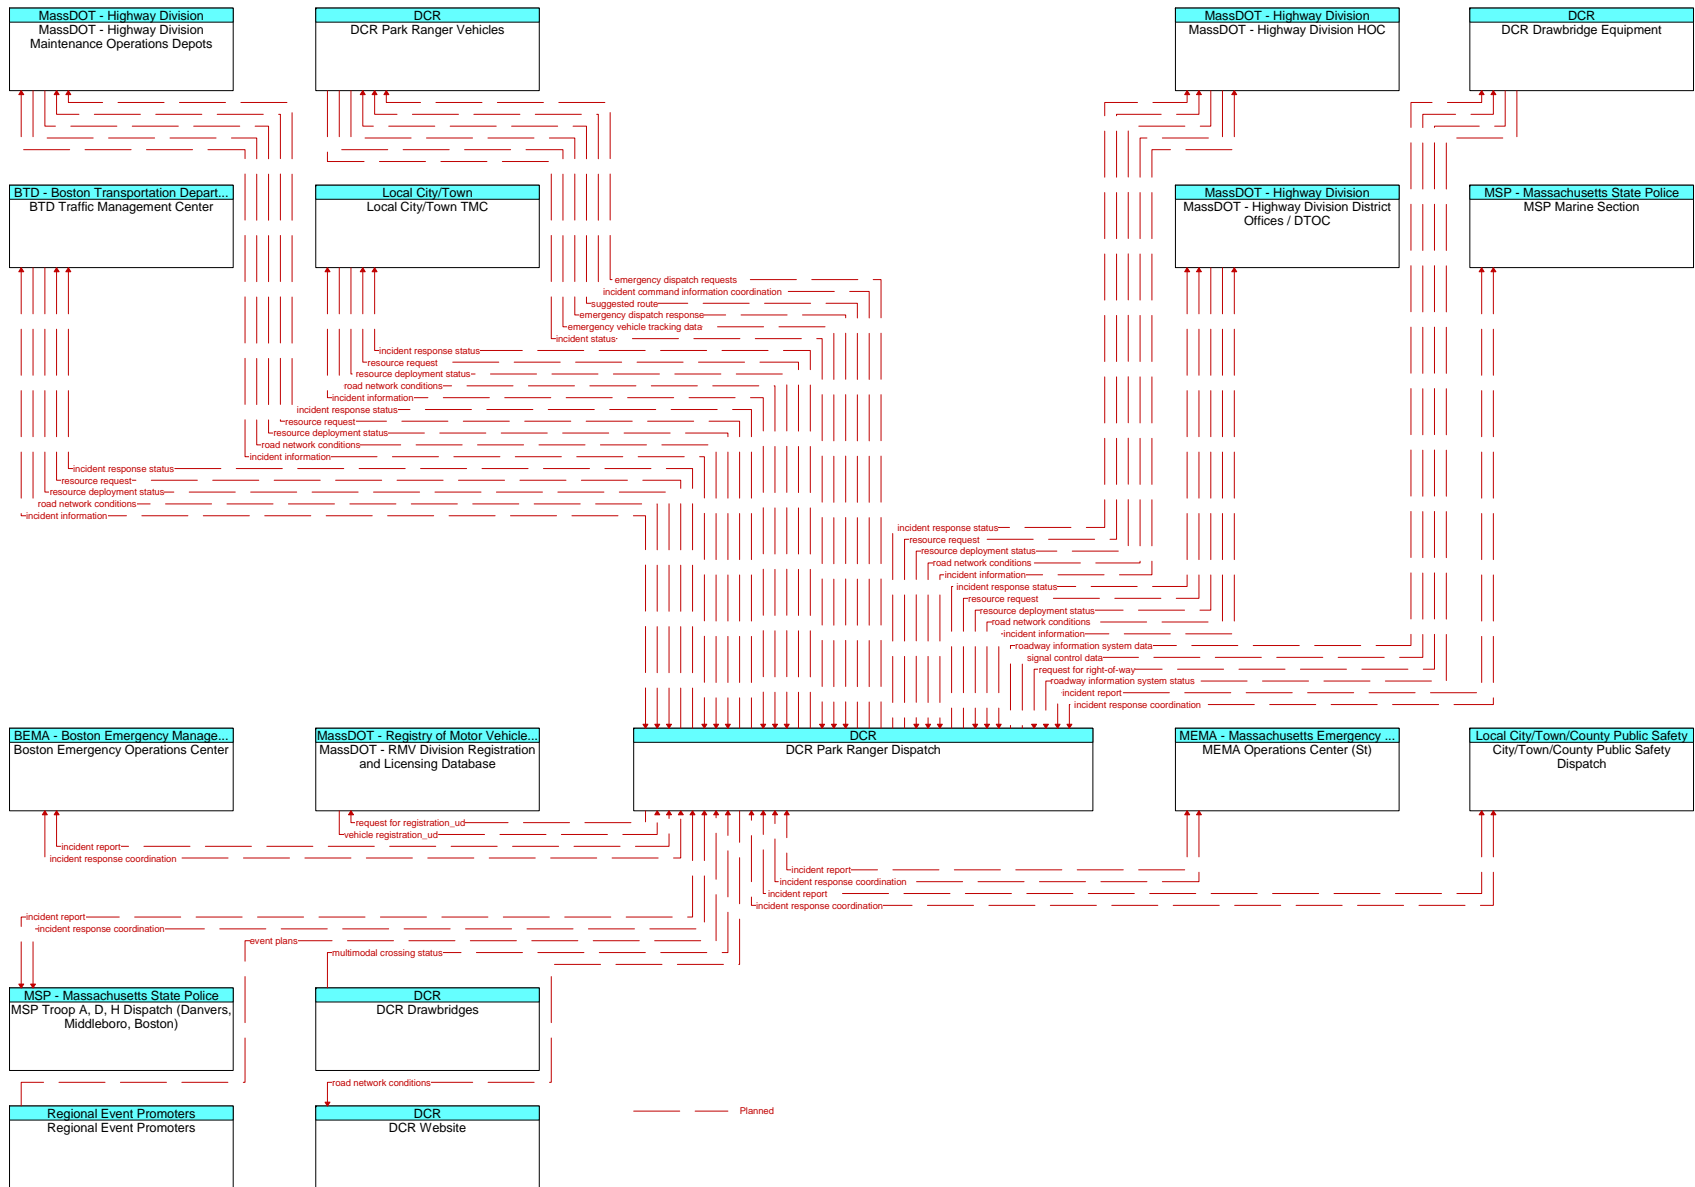 MassDOT - Highway Division
MassDOT - Highway Division
Maintenance Operations Depots
DCR
DCR Park Ranger Vehicles
MassDOT - Highway Division
MassDOT - Highway Division HOC
DCR
DCR Drawbridge Equipment
BTD - Boston Transportation Depart...
BTD Traffic Management Center
Local City/Town
Local City/Town TMC
MassDOT - Highway Division
MassDOT - Highway Division District
Offices / DTOC
MSP - Massachusetts State Police
MSP Marine Section
emergency dispatch requests
incident command information coordination
suggested route
emergency dispatch response
emergency vehicle tracking data
incident status
incident response status
resource request
resource deployment status
road network conditions
incident information
incident response status
resource request
resource deployment status
road network conditions
incident information
incident response status
resource request
resource deployment status
road network conditions
incident information
incident response status
resource request
resource deployment status
road network conditions
incident information
incident response status
resource request
resource deployment status
road network conditions
incident information
roadway information system data
signal control data
request for right-of-way
roadway information system status
incident report
incident response coordination
BEMA - Boston Emergency Manage...
Boston Emergency Operations Center
MassDOT - Registry of Motor Vehicle...
MassDOT - RMV Division Registration
and Licensing Database
DCR
DCR Park Ranger Dispatch
MEMA - Massachusetts Emergency ...
MEMA Operations Center (St)
Local City/Town/County Public Safety
City/Town/County Public Safety
Dispatch
request for registration_ud
vehicle registration_ud
incident report
incident response coordination
incident report
incident response coordination
incident report
incident response coordination
incident report
incident response coordination
event plans
multimodal crossing status
MSP - Massachusetts State Police
MSP Troop A, D, H Dispatch (Danvers,
Middleboro, Boston)
DCR
DCR Drawbridges
road network conditions
Regional Event Promoters
Regional Event Promoters
DCR
DCR Website
Planned